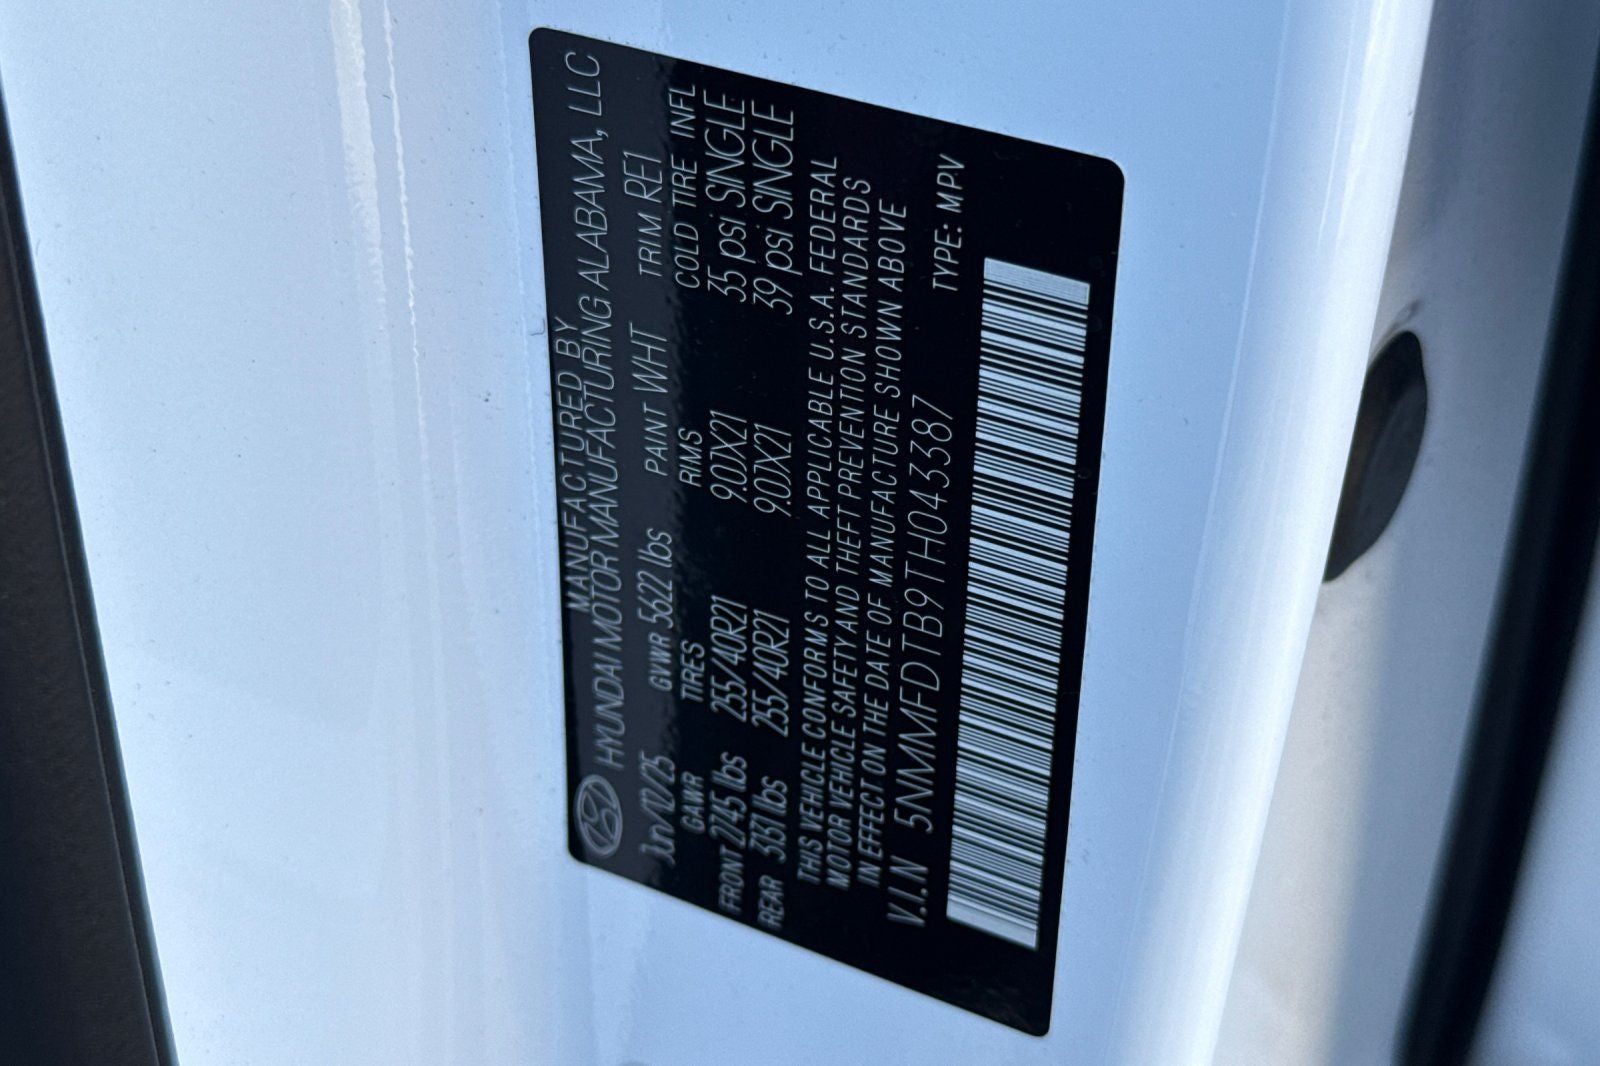 MANUFACTURED BY
HYUNDAI MOTOR MANUFACTURING ALABAMA, LLC
Jun/12/25 GVWR 5622 lbs PAINT WHT TRIM RE1
GAWR TIRES RIMS COLD TIRE INFL
FRONT 2745 lbs 255/40R21 9.0JX21 35 psi SINGLE
REAR 3131 lbs 255/40R21 9.0JX21 39 psi SINGLE
THIS VEHICLE CONFORMS TO ALL APPLICABLE U.S.A. FEDERAL
MOTOR VEHICLE SAFETY AND THEFT PREVENTION STANDARDS
IN EFFECT ON THE DATE OF MANUFACTURE SHOWN ABOVE
V.I.N 5NMMFDTB9TH043387 TYPE: MPV